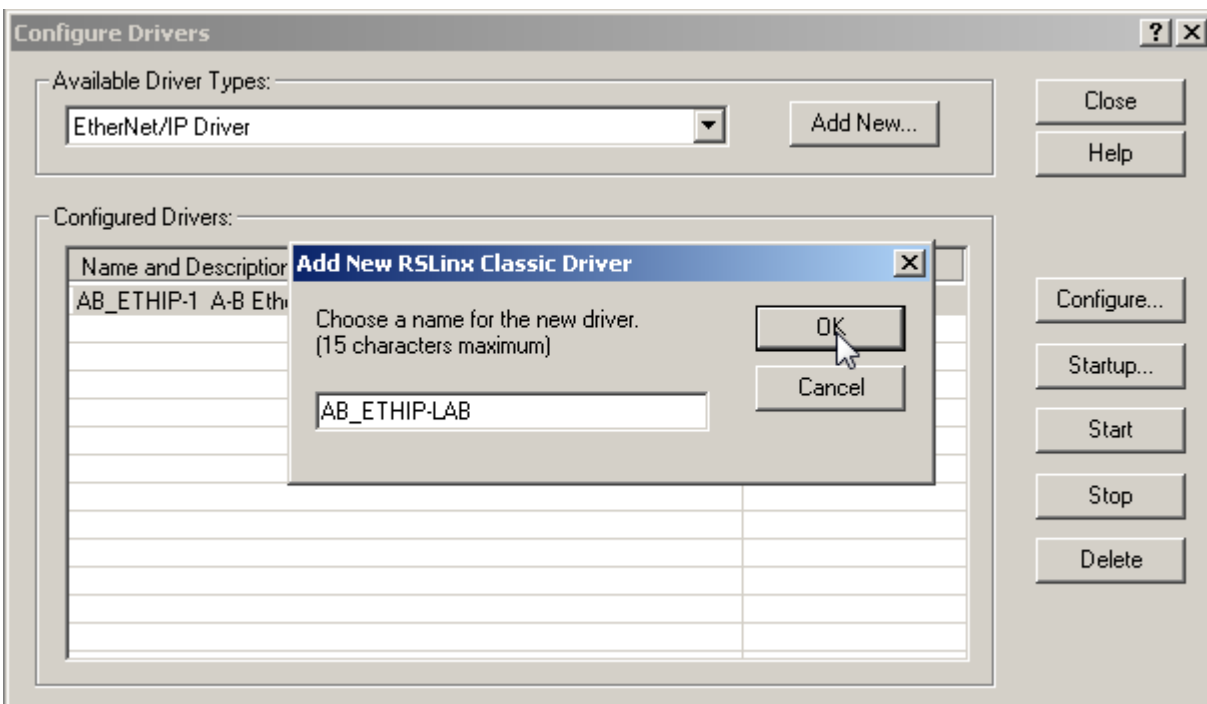 Configure Drivers
?
Available Driver Types:
EtherNet/IP Driver
Add New...
Close
Help
Configured Drivers:
Name and Description
AB_ETHIP-1 A-B Eth
Add New RSLinx Classic Driver
Choose a name for the new driver.
(15 characters maximum)
AB_ETHIP-LAB
OK
Cancel
Configure...
Startup...
Start
Stop
Delete